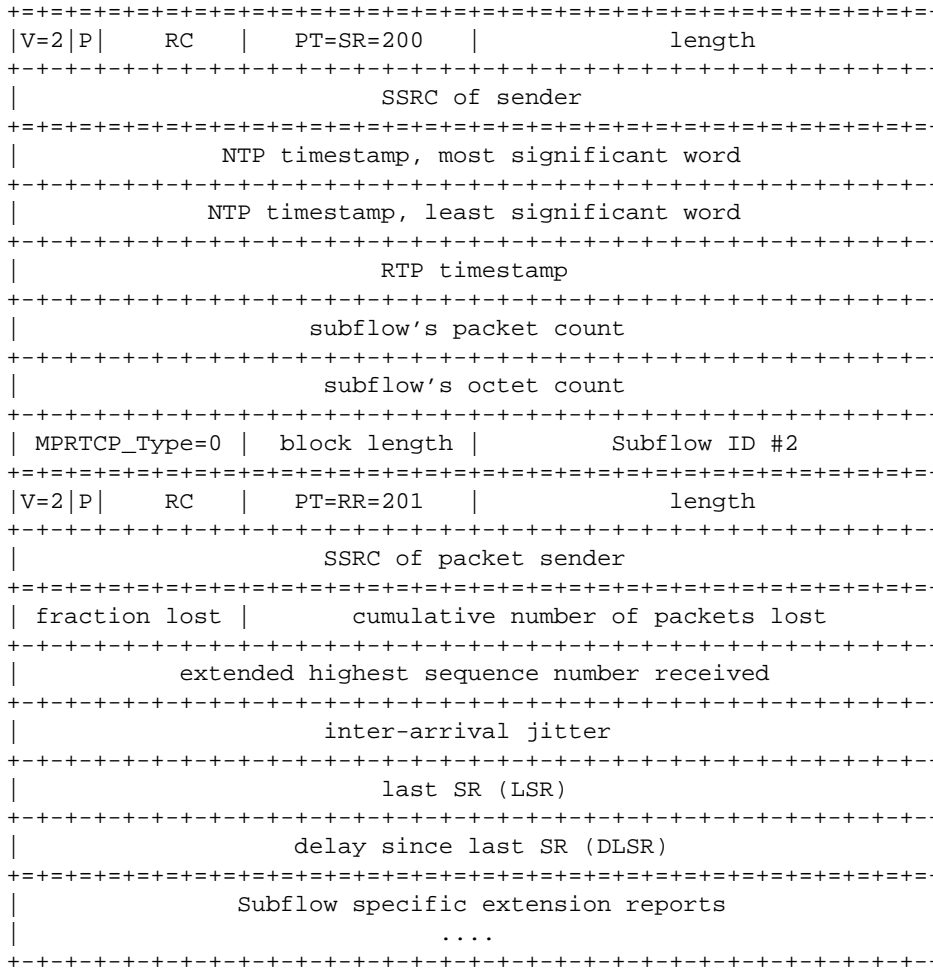 +=+=+=+=+=+=+=+=+=+=+=+=+=+=+=+=+=+=+=+=+=+=+=+=+=+=+=+=+=+=+=+=+-
|V=2|P|    RC   |   PT=SR=200   |             length
+-+-+-+-+-+-+-+-+-+-+-+-+-+-+-+-+-+-+-+-+-+-+-+-+-+-+-+-+-+-+-+-+-
|                         SSRC of sender
+=+=+=+=+=+=+=+=+=+=+=+=+=+=+=+=+=+=+=+=+=+=+=+=+=+=+=+=+=+=+=+=+-
|              NTP timestamp, most significant word
+-+-+-+-+-+-+-+-+-+-+-+-+-+-+-+-+-+-+-+-+-+-+-+-+-+-+-+-+-+-+-+-+-
|             NTP timestamp, least significant word
+-+-+-+-+-+-+-+-+-+-+-+-+-+-+-+-+-+-+-+-+-+-+-+-+-+-+-+-+-+-+-+-+-
|                         RTP timestamp
+-+-+-+-+-+-+-+-+-+-+-+-+-+-+-+-+-+-+-+-+-+-+-+-+-+-+-+-+-+-+-+-+-
|                    subflow's packet count
+-+-+-+-+-+-+-+-+-+-+-+-+-+-+-+-+-+-+-+-+-+-+-+-+-+-+-+-+-+-+-+-+-
|                     subflow's octet count
+-+-+-+-+-+-+-+-+-+-+-+-+-+-+-+-+-+-+-+-+-+-+-+-+-+-+-+-+-+-+-+-+-
| MPRTCP_Type=0 |  block length |         Subflow ID #2
+=+=+=+=+=+=+=+=+=+=+=+=+=+=+=+=+=+=+=+=+=+=+=+=+=+=+=+=+=+=+=+=+-
|V=2|P|    RC   |   PT=RR=201   |             length
+-+-+-+-+-+-+-+-+-+-+-+-+-+-+-+-+-+-+-+-+-+-+-+-+-+-+-+-+-+-+-+-+-
|                     SSRC of packet sender
+=+=+=+=+=+=+=+=+=+=+=+=+=+=+=+=+=+=+=+=+=+=+=+=+=+=+=+=+=+=+=+=+-
| fraction lost |       cumulative number of packets lost
+-+-+-+-+-+-+-+-+-+-+-+-+-+-+-+-+-+-+-+-+-+-+-+-+-+-+-+-+-+-+-+-+-
|           extended highest sequence number received
+-+-+-+-+-+-+-+-+-+-+-+-+-+-+-+-+-+-+-+-+-+-+-+-+-+-+-+-+-+-+-+-+-
|                     inter-arrival jitter
+-+-+-+-+-+-+-+-+-+-+-+-+-+-+-+-+-+-+-+-+-+-+-+-+-+-+-+-+-+-+-+-+-
|                         last SR (LSR)
+-+-+-+-+-+-+-+-+-+-+-+-+-+-+-+-+-+-+-+-+-+-+-+-+-+-+-+-+-+-+-+-+-
|                   delay since last SR (DLSR)
+=+=+=+=+=+=+=+=+=+=+=+=+=+=+=+=+=+=+=+=+=+=+=+=+=+=+=+=+=+=+=+=+-
|               Subflow specific extension reports
|                             ....
+-+-+-+-+-+-+-+-+-+-+-+-+-+-+-+-+-+-+-+-+-+-+-+-+-+-+-+-+-+-+-+-+-